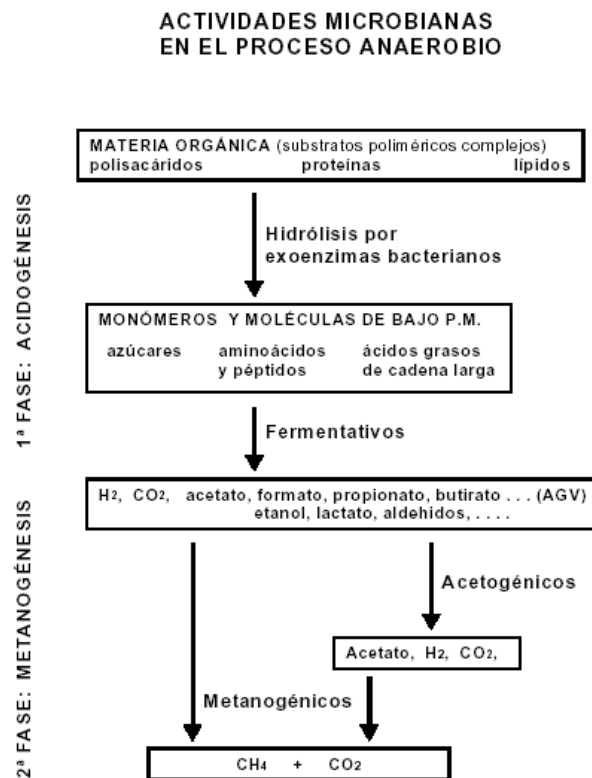 ACTIVIDADES MICROBIANAS
EN EL PROCESO ANAEROBIO
MATERIA ORGÁNICA (substratos poliméricos complejos)
polisacáridos proteínas lípidos
Hidrólisis por
exoenzimas bacterianos
1ª FASE: ACIDOGÉNESIS
MONÓMEROS Y MOLÉCULAS DE BAJO P.M.
azúcares aminoácidos ácidos grasos
y péptidos de cadena larga
Fermentativos
H2, CO2, acetato, formato, propionato, butirato . . . (AGV)
etanol, lactato, aldehidos, . . . .
2ª FASE: METANOGÉNESIS
Acetogénicos
Acetato, H2, CO2,
Metanogénicos
CH4 + CO2